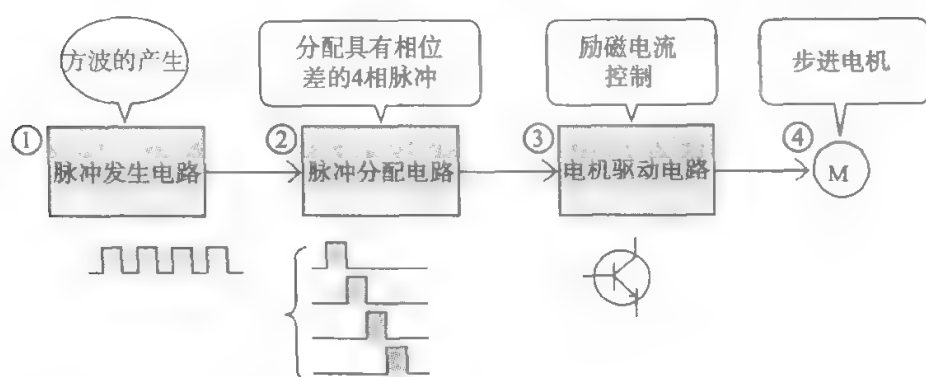 方波的产生
分配具有相位
差的4相脉冲
励磁电流
控制
步进电机
① 脉冲发生电路
② 脉冲分配电路
③ 电机驱动电路
④ M